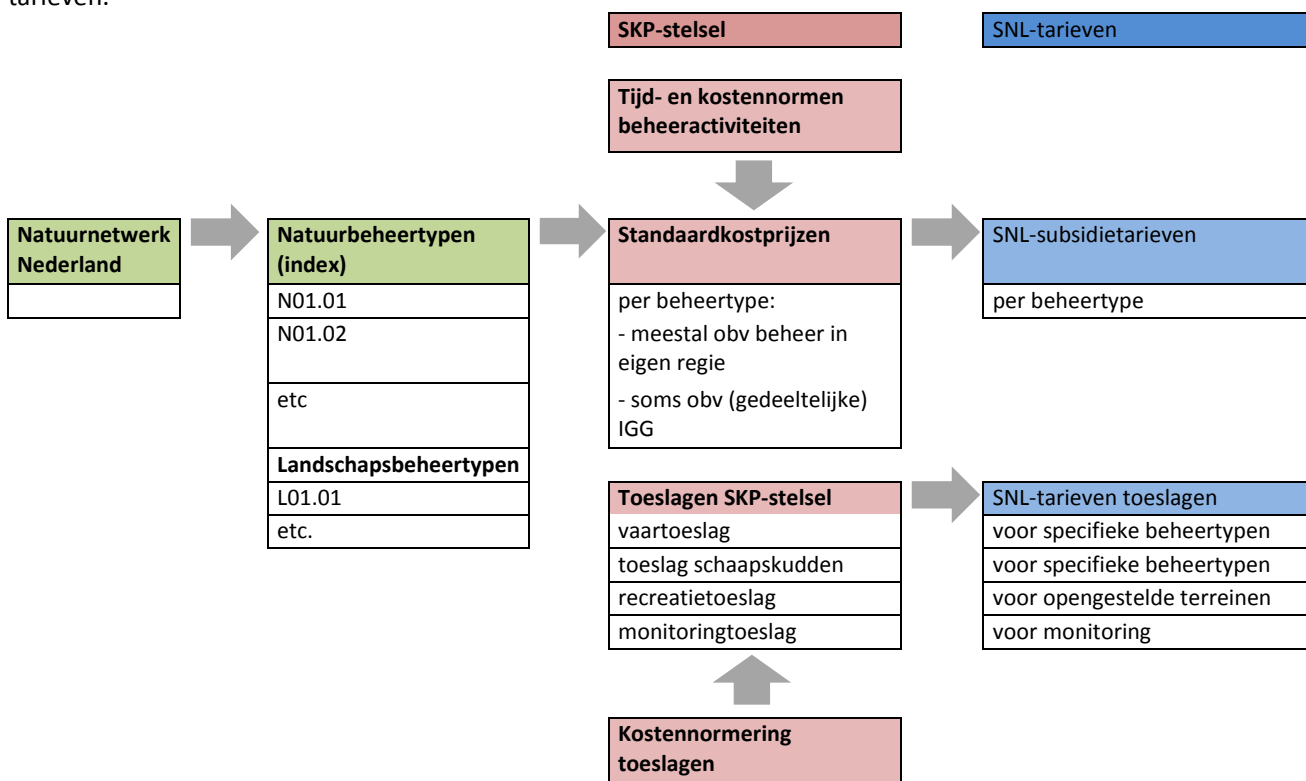 tarieven.
SKP-stelsel
SNL-tarieven
Tijd- en kostennormen
beheeractiviteiten
Natuurnetwerk
Nederland
Natuurbeheertypen
(index)
N01.01
N01.02
etc
Landschapsbeheertypen
L01.01
etc.
Standaardkostprijzen
per beheertype:
- meestal obv beheer in
eigen regie
- soms obv (gedeeltelijke)
IGG
SNL-subsidietarieven
per beheertype
Toeslagen SKP-stelsel
vaartoeslag
toeslag schaapskudden
recreatietoeslag
monitoringtoeslag
SNL-tarieven toeslagen
voor specifieke beheertypen
voor specifieke beheertypen
voor opengestelde terreinen
voor monitoring
Kostennormering
toeslagen